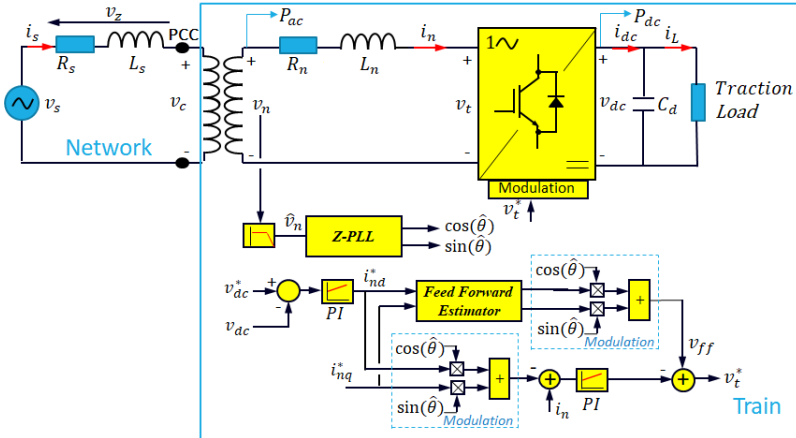 v_z
P_ac
P_dc
i_s
R_s
L_s
PCC
R_n
L_n
i_n
1
i_dc
i_L
+
+
+
+
v_s
v_c
v_n
v_t
v_dc
C_d
Traction
Load
Network
-
-
-
-
Modulation
v_t^*
v̂_n
Z-PLL
cos(θ̂)
sin(θ̂)
v_dc^*
+
-
v_dc
PI
i_nd^*
Feed Forward
Estimator
cos(θ̂)
sin(θ̂)
+
Modulation
v_ff
i_nq^*
cos(θ̂)
sin(θ̂)
+
Modulation
-
+
i_n
PI
-
+
v_t^*
Train